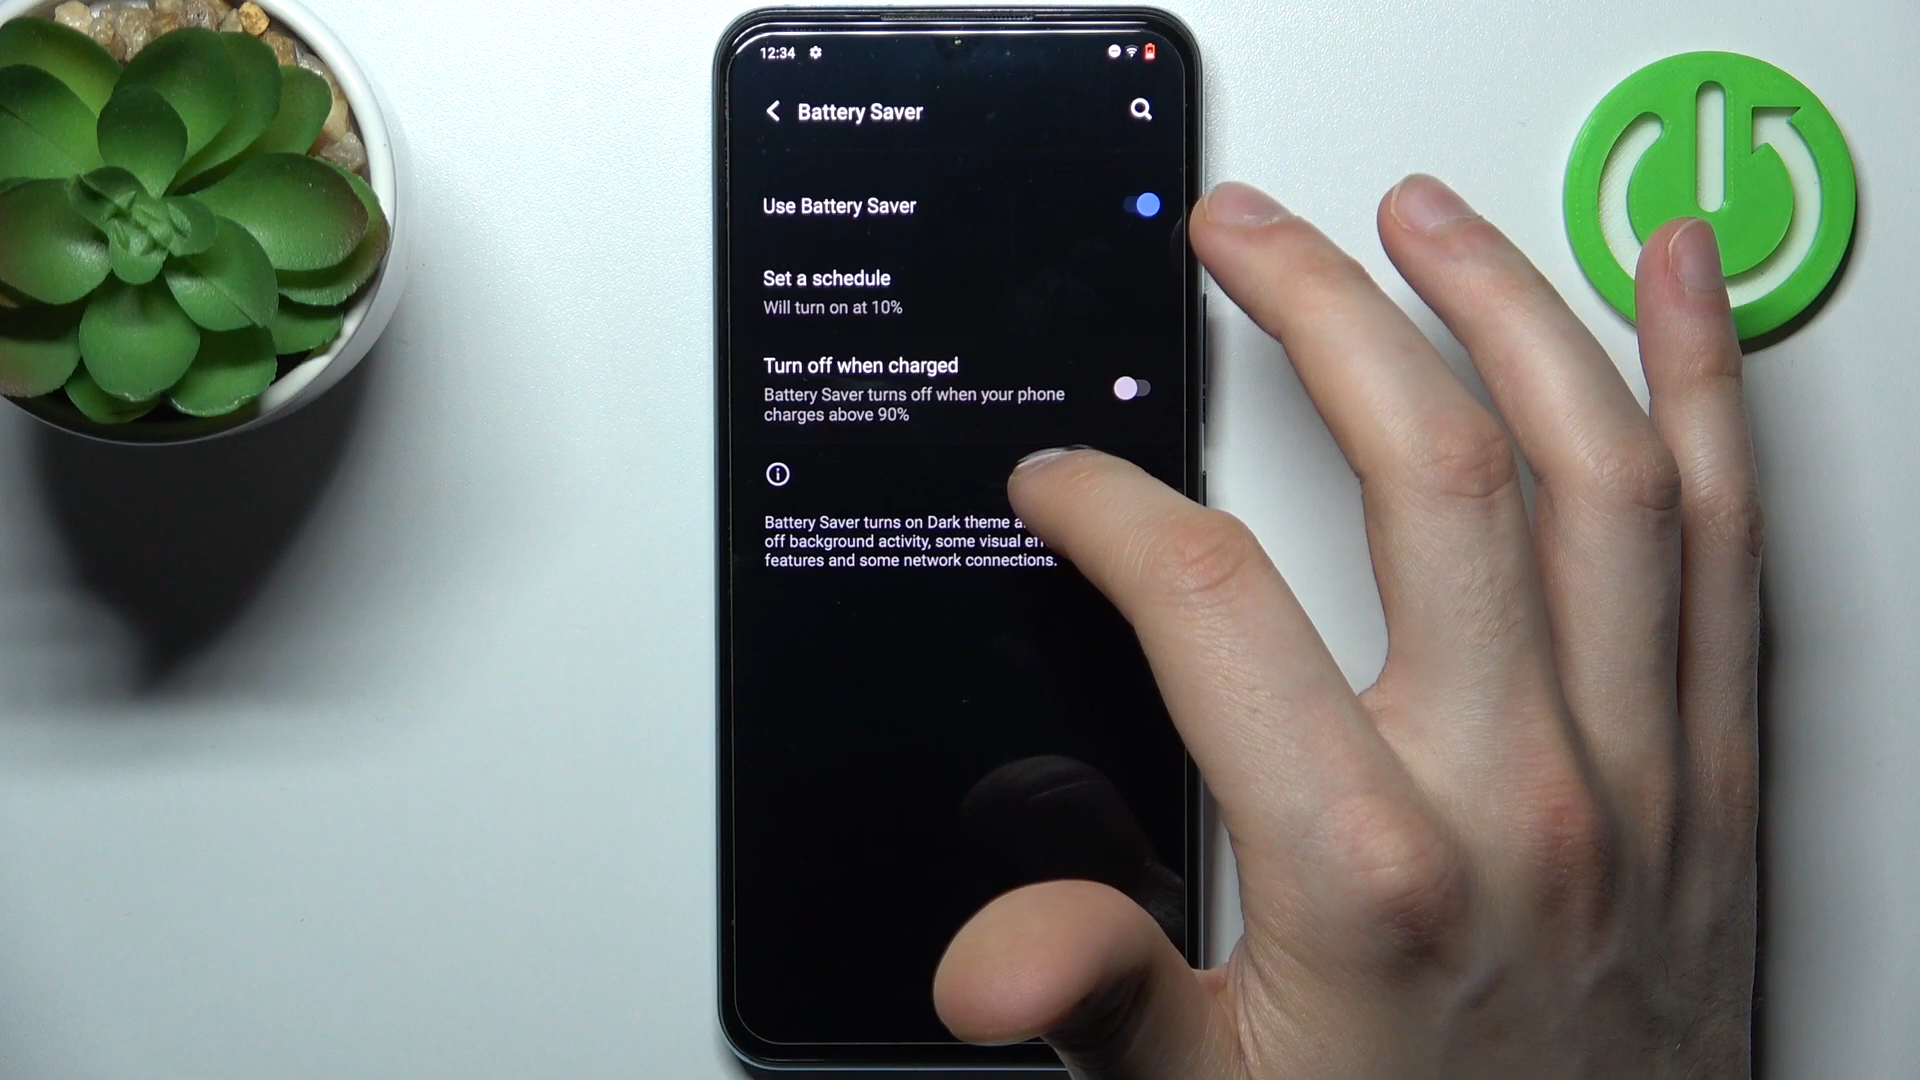 12:34
Battery Saver
Use Battery Saver
Set a schedule
Will turn on at 10%
Turn off when charged
Battery Saver turns off when your phone
charges above 90%
Battery Saver turns on Dark theme
off background activity, some visual
features and some network connections.